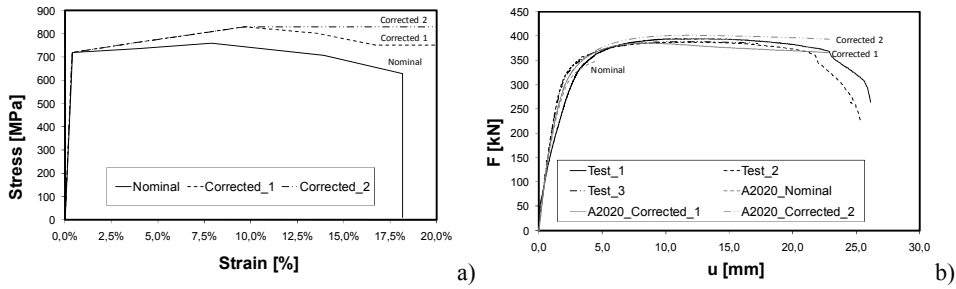 Stress [MPa]
900
800
700
600
500
400
300
200
100
0
Corrected 2
Corrected 1
Nominal
Nominal Corrected_1 Corrected_2
0,0% 2,5% 5,0% 7,5% 10,0% 12,5% 15,0% 17,5% 20,0%
Strain [%]
a)
F [kN]
450
400
350
300
250
200
150
100
50
0
Corrected 2
Corrected 1
Nominal
Test_1 Test_2
Test_3 A2020_Nominal
A2020_Corrected_1 A2020_Corrected_2
0,0 5,0 10,0 15,0 20,0 25,0 30,0
u [mm]
b)